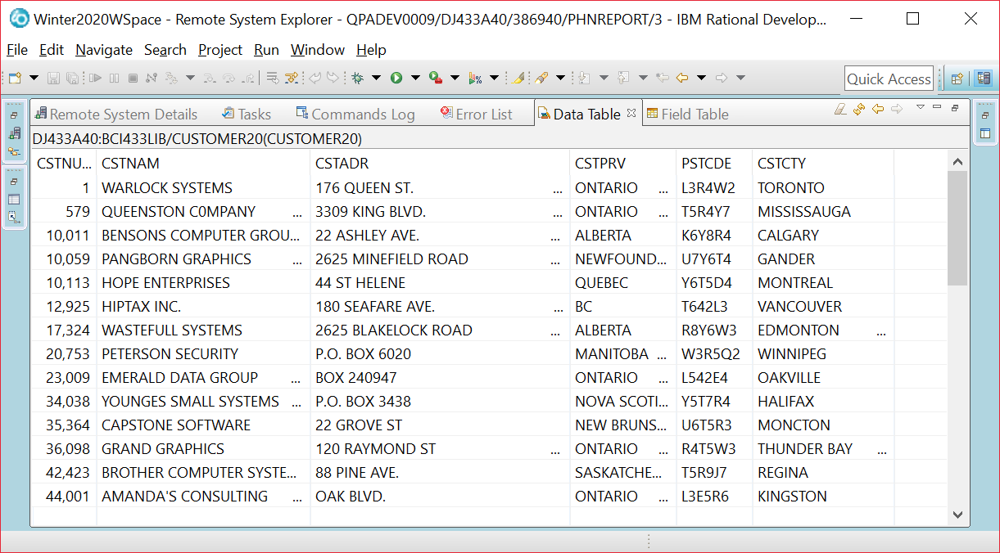 Winter2020WSpace - Remote System Explorer - QPADEV0009/DJ433A40/386940/PHNREPORT/3 - IBM Rational Develop...
File Edit Navigate Search Project Run Window Help
Quick Access
Remote System Details Tasks Commands Log Error List Data Table Field Table
DJ433A40:BCI433LIB/CUSTOMER20(CUSTOMER20)
CSTNU... CSTNAM CSTADR CSTPRV PSTCDE CSTCTY
1 WARLOCK SYSTEMS 176 QUEEN ST. ... ONTARIO ... L3R4W2 TORONTO
579 QUEENSTON C0MPANY ... 3309 KING BLVD. ... ONTARIO ... T5R4Y7 MISSISSAUGA
10,011 BENSONS COMPUTER GROU... 22 ASHLEY AVE. ... ALBERTA K6Y8R4 CALGARY
10,059 PANGBORN GRAPHICS ... 2625 MINEFIELD ROAD ... NEWFOUND... U7Y6T4 GANDER
10,113 HOPE ENTERPRISES 44 ST HELENE QUEBEC Y6T5D4 MONTREAL
12,925 HIPTAX INC. 180 SEAFARE AVE. ... BC T642L3 VANCOUVER
17,324 WASTEFULL SYSTEMS 2625 BLAKELOCK ROAD ... ALBERTA R8Y6W3 EDMONTON ...
20,753 PETERSON SECURITY P.O. BOX 6020 MANITOBA ... W3R5Q2 WINNIPEG
23,009 EMERALD DATA GROUP ... BOX 240947 ONTARIO ... L542E4 OAKVILLE
34,038 YOUNGES SMALL SYSTEMS ... P.O. BOX 3438 NOVA SCOTI... Y5T7R4 HALIFAX
35,364 CAPSTONE SOFTWARE 22 GROVE ST NEW BRUNS... U6T5R3 MONCTON
36,098 GRAND GRAPHICS 120 RAYMOND ST ... ONTARIO ... R4T5W3 THUNDER BAY ...
42,423 BROTHER COMPUTER SYSTE... 88 PINE AVE. SASKATCHE... T5R9J7 REGINA
44,001 AMANDA'S CONSULTING ... OAK BLVD. ONTARIO ... L3E5R6 KINGSTON